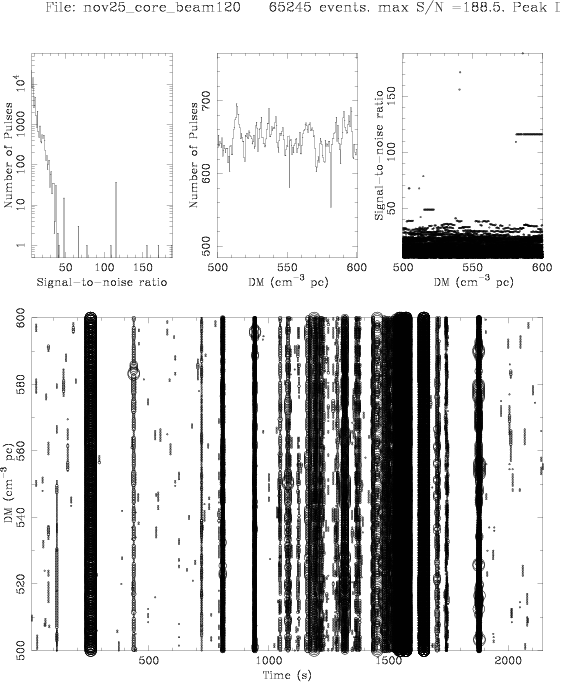 File: nov25_core_beam120 65245 events. max S/N =188.5. Peak
Number of Pulses
10⁴
1000
100
10
1
50 100 150
Signal−to−noise ratio
Number of Pulses
700
600
500
500 550 600
DM (cm⁻³ pc)
Signal−to−noise ratio
150
100
50
500 550 600
DM (cm⁻³ pc)
DM (cm⁻³ pc)
600
580
560
540
520
500
500 1000 1500 2000
Time (s)